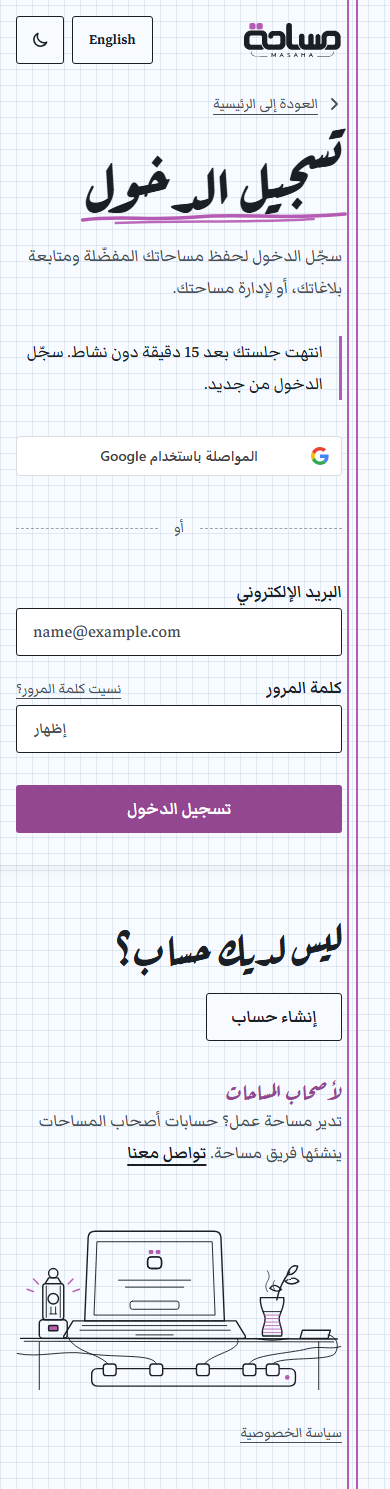 مساحة
MASAHA
English
العودة إلى الرئيسية
تسجيل الدخول
سجّل الدخول لحفظ مساحاتك المفضّلة ومتابعة
بلاغاتك، أو لإدارة مساحتك.
انتهت جلستك بعد 15 دقيقة دون نشاط. سجّل
الدخول من جديد.
المواصلة باستخدام Google
أو
البريد الإلكتروني
name@example.com
كلمة المرور
نسيت كلمة المرور؟
إظهار
تسجيل الدخول
ليس لديك حساب؟
إنشاء حساب
لأصحاب المساحات
تدير مساحة عمل؟ حسابات أصحاب المساحات
ينشئها فريق مساحة. تواصل معنا
سياسة الخصوصية